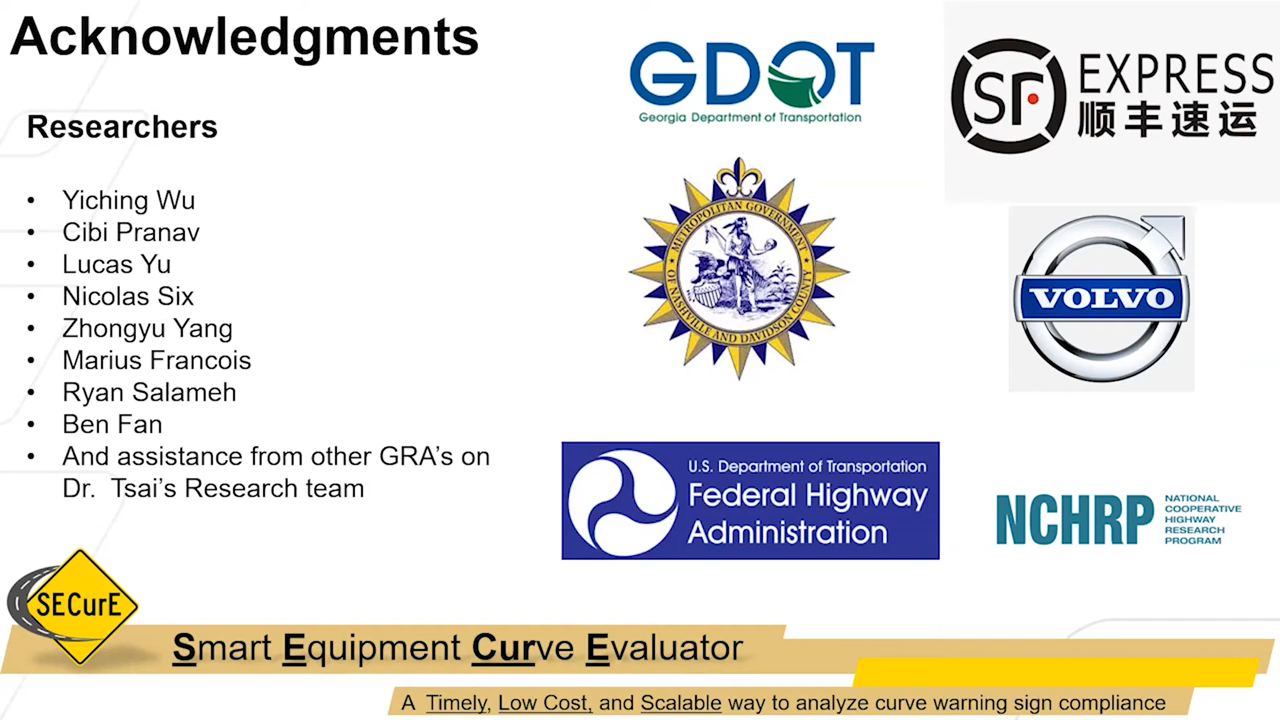 Acknowledgments
Researchers
• Yiching Wu
• Cibi Pranav
• Lucas Yu
• Nicolas Six
• Zhongyu Yang
• Marius Francois
• Ryan Salameh
• Ben Fan
• And assistance from other GRA’s on
Dr. Tsai’s Research team
GDOT
Georgia Department of Transportation
SF EXPRESS
顺丰速运
METROPOLITAN GOVERNMENT
OF NASHVILLE AND DAVIDSON COUNTY
VOLVO
U.S. Department of Transportation
Federal Highway
Administration
NCHRP
NATIONAL
COOPERATIVE
HIGHWAY
RESEARCH
PROGRAM
SECurE
Smart Equipment Curve Evaluator
A Timely, Low Cost, and Scalable way to analyze curve warning sign compliance